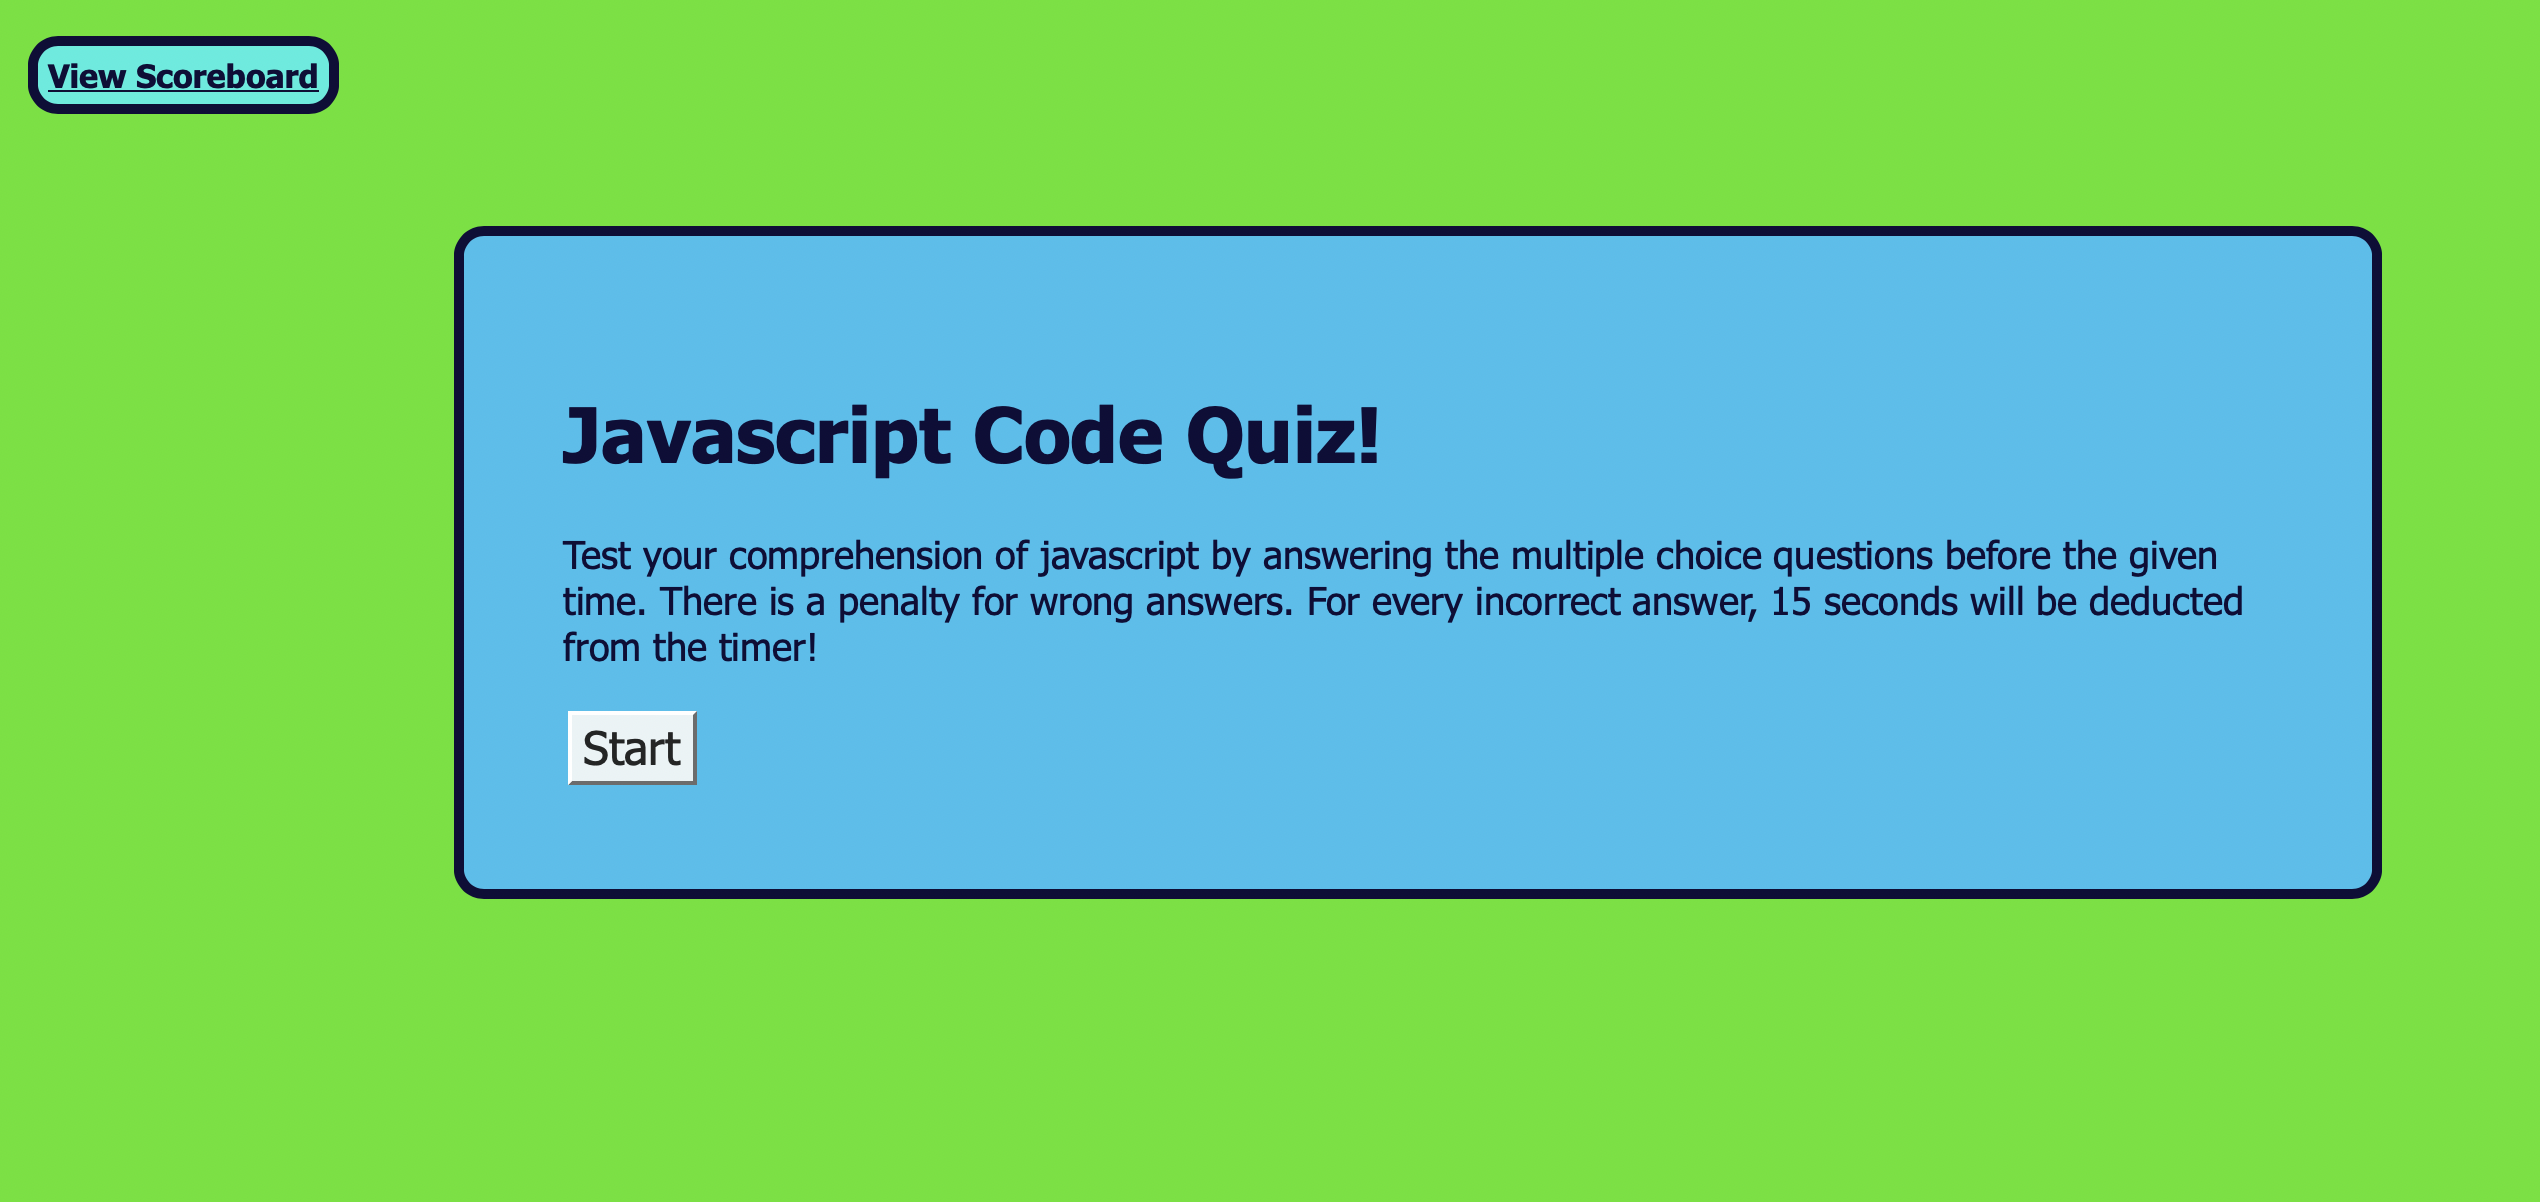 View Scoreboard
Javascript Code Quiz!
Test your comprehension of javascript by answering the multiple choice questions before the given
time. There is a penalty for wrong answers. For every incorrect answer, 15 seconds will be deducted
from the timer!
Start